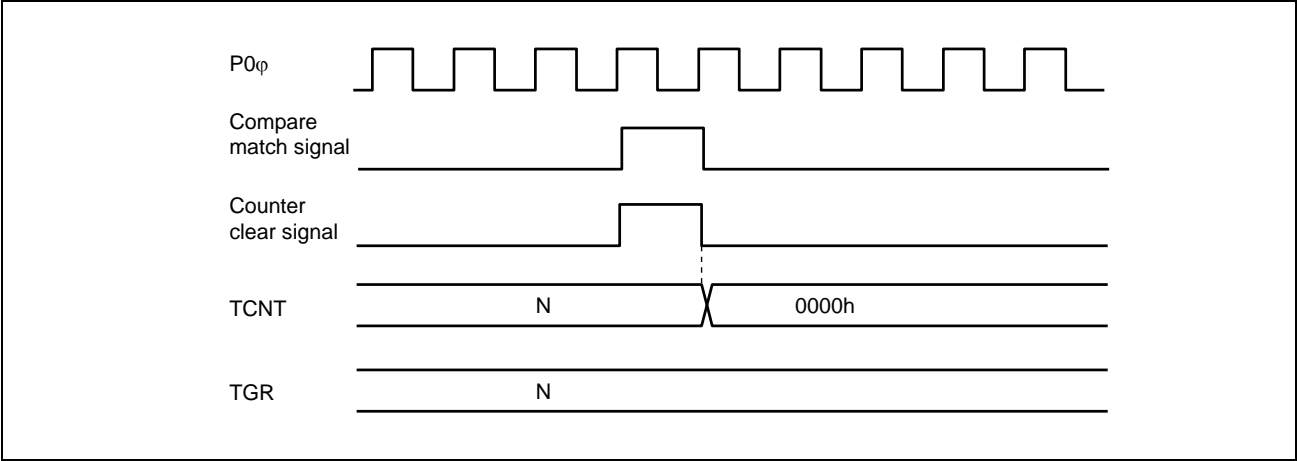 P0φ
Compare
match signal
Counter
clear signal
TCNT
N
0000h
TGR
N